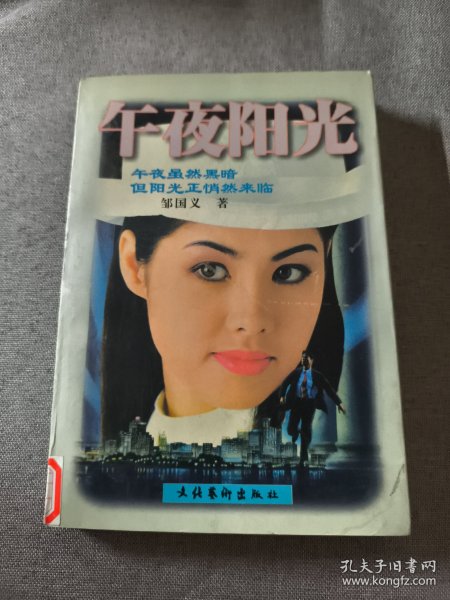 午夜阳光
午夜虽然黑暗
但阳光正悄然来临
邹国义 著
文化艺术出版社
孔夫子旧书网
www.kongfz.com